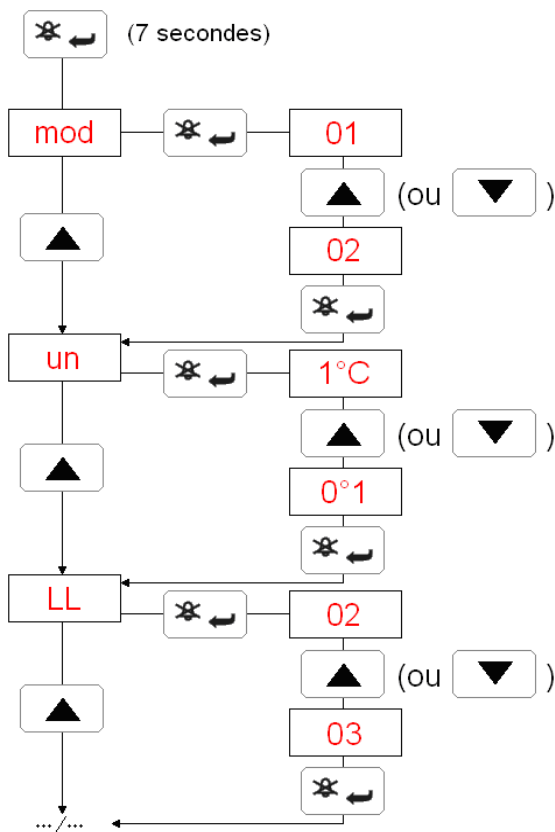 (7 secondes)
mod
01
(ou )
02
un
1°C
(ou )
0°1
LL
02
(ou )
03
.../...